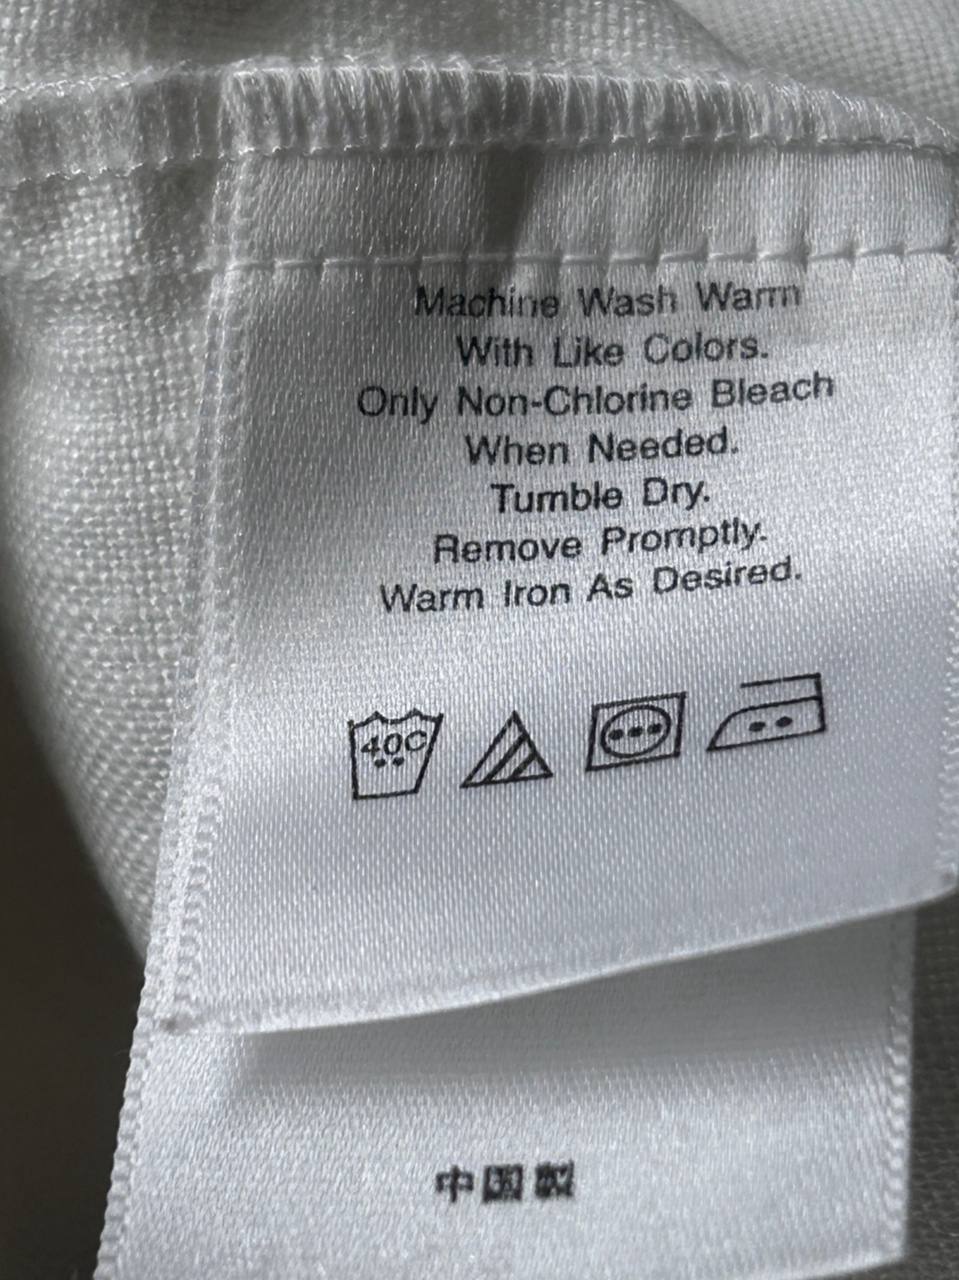 Machine Wash Warm
With Like Colors.
Only Non-Chlorine Bleach
When Needed.
Tumble Dry.
Remove Promptly.
Warm Iron As Desired.
40C
中国製